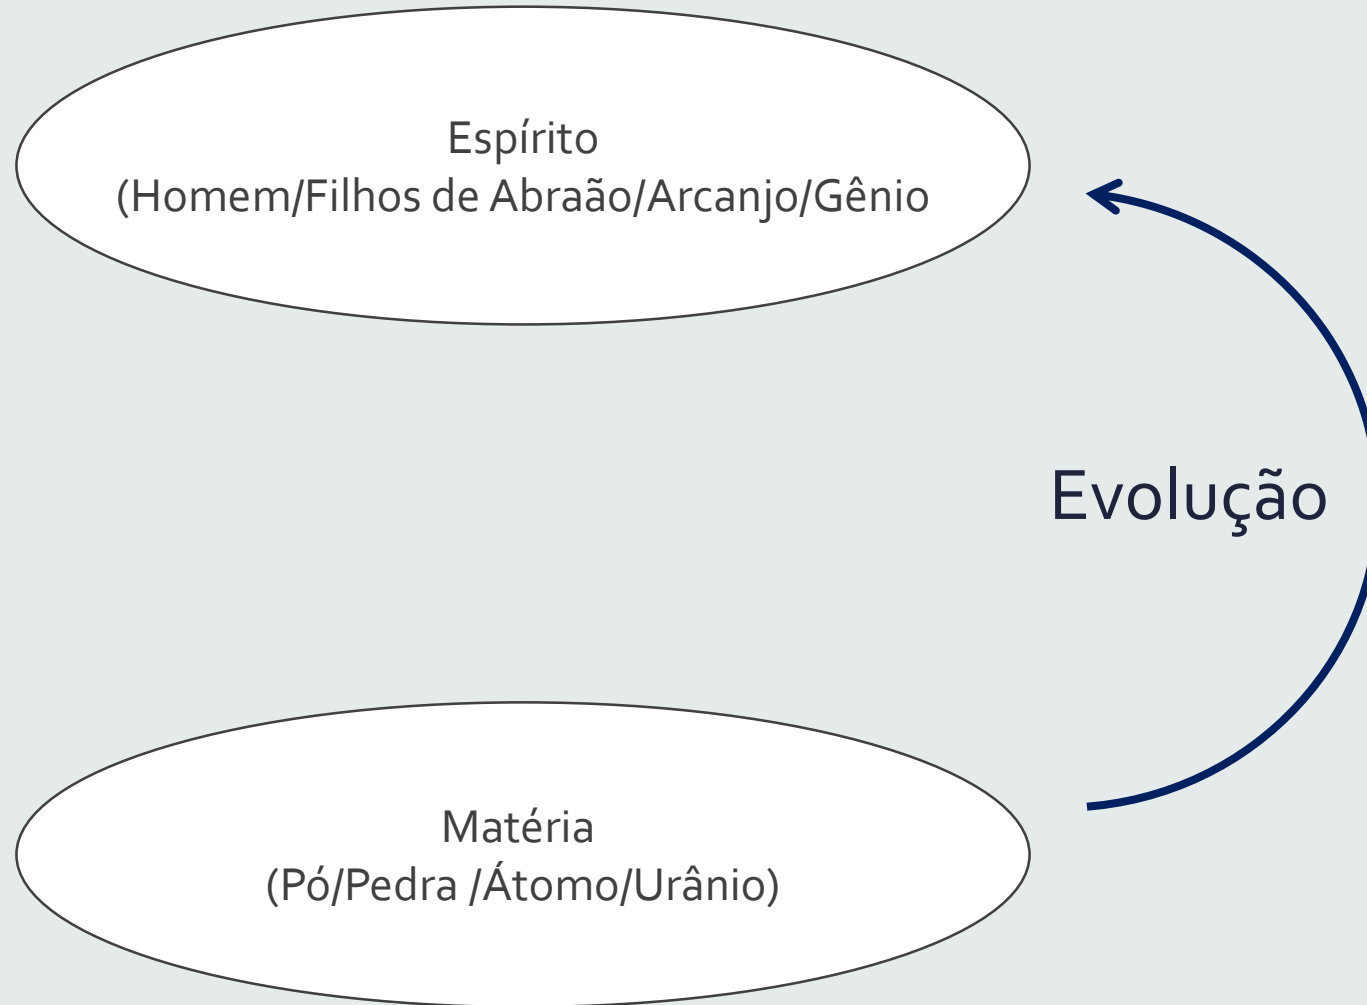 Espírito
(Homem/Filhos de Abraão/Arcanjo/Gênio
Evolução
Matéria
(Pó/Pedra /Átomo/Urânio)